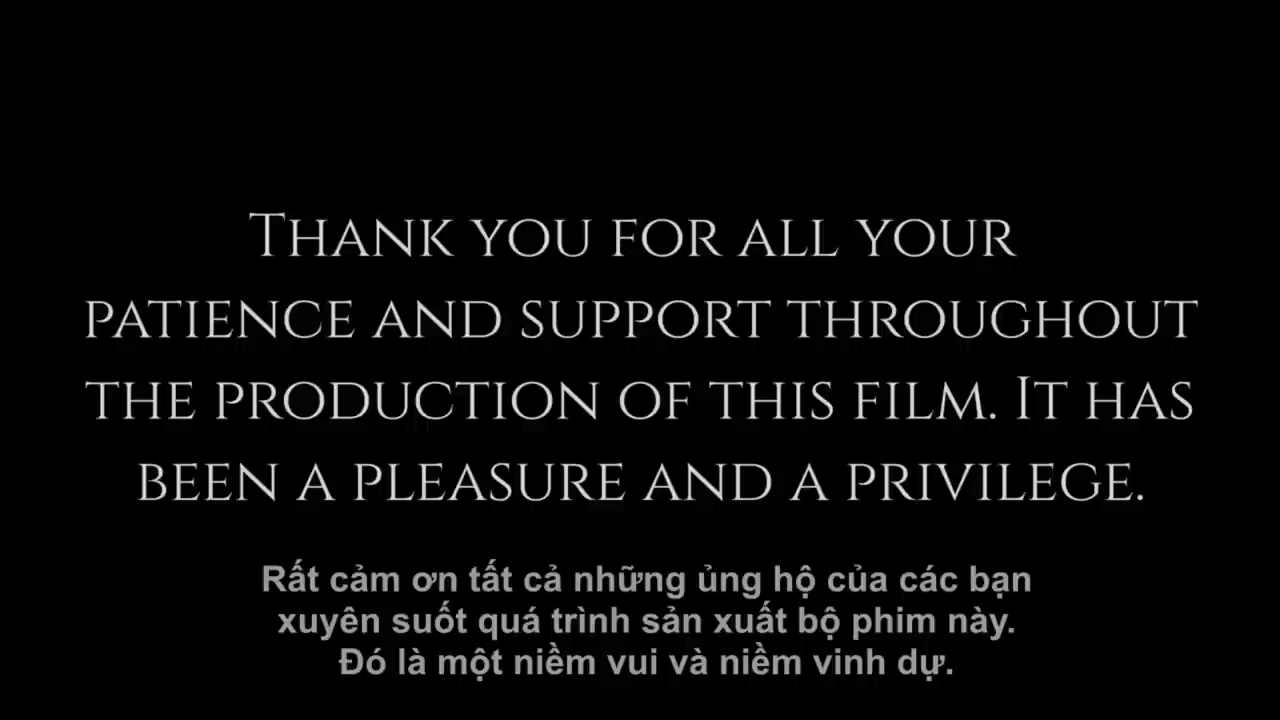 Thank you for all your
patience and support throughout
the production of this film. It has
been a pleasure and a privilege.
Rất cảm ơn tất cả những ủng hộ của các bạn
xuyên suốt quá trình sản xuất bộ phim này.
Đó là một niềm vui và niềm vinh dự.